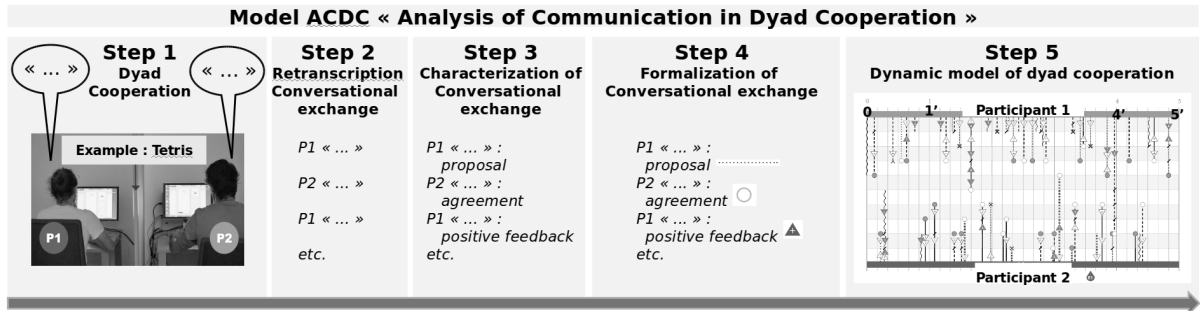 Model ACDC « Analysis of Communication in Dyad Cooperation »
Step 1
Dyad
Cooperation
« ... »
« ... »
Example : Tetris
P1
P2
Step 2
Retranscription
Conversational
exchange
P1 « ... »
P2 « ... »
P1 « ... »
etc.
Step 3
Characterization of
Conversational
exchange
P1 « ... » :
proposal
P2 « ... » :
agreement
P1 « ... » :
positive feedback
etc.
Step 4
Formalization of
Conversational exchange
P1 « ... » :
proposal
P2 « ... » :
agreement
P1 « ... » :
positive feedback
etc.
Step 5
Dynamic model of dyad cooperation
Participant 1
0 1’ 4’ 5’
Participant 2